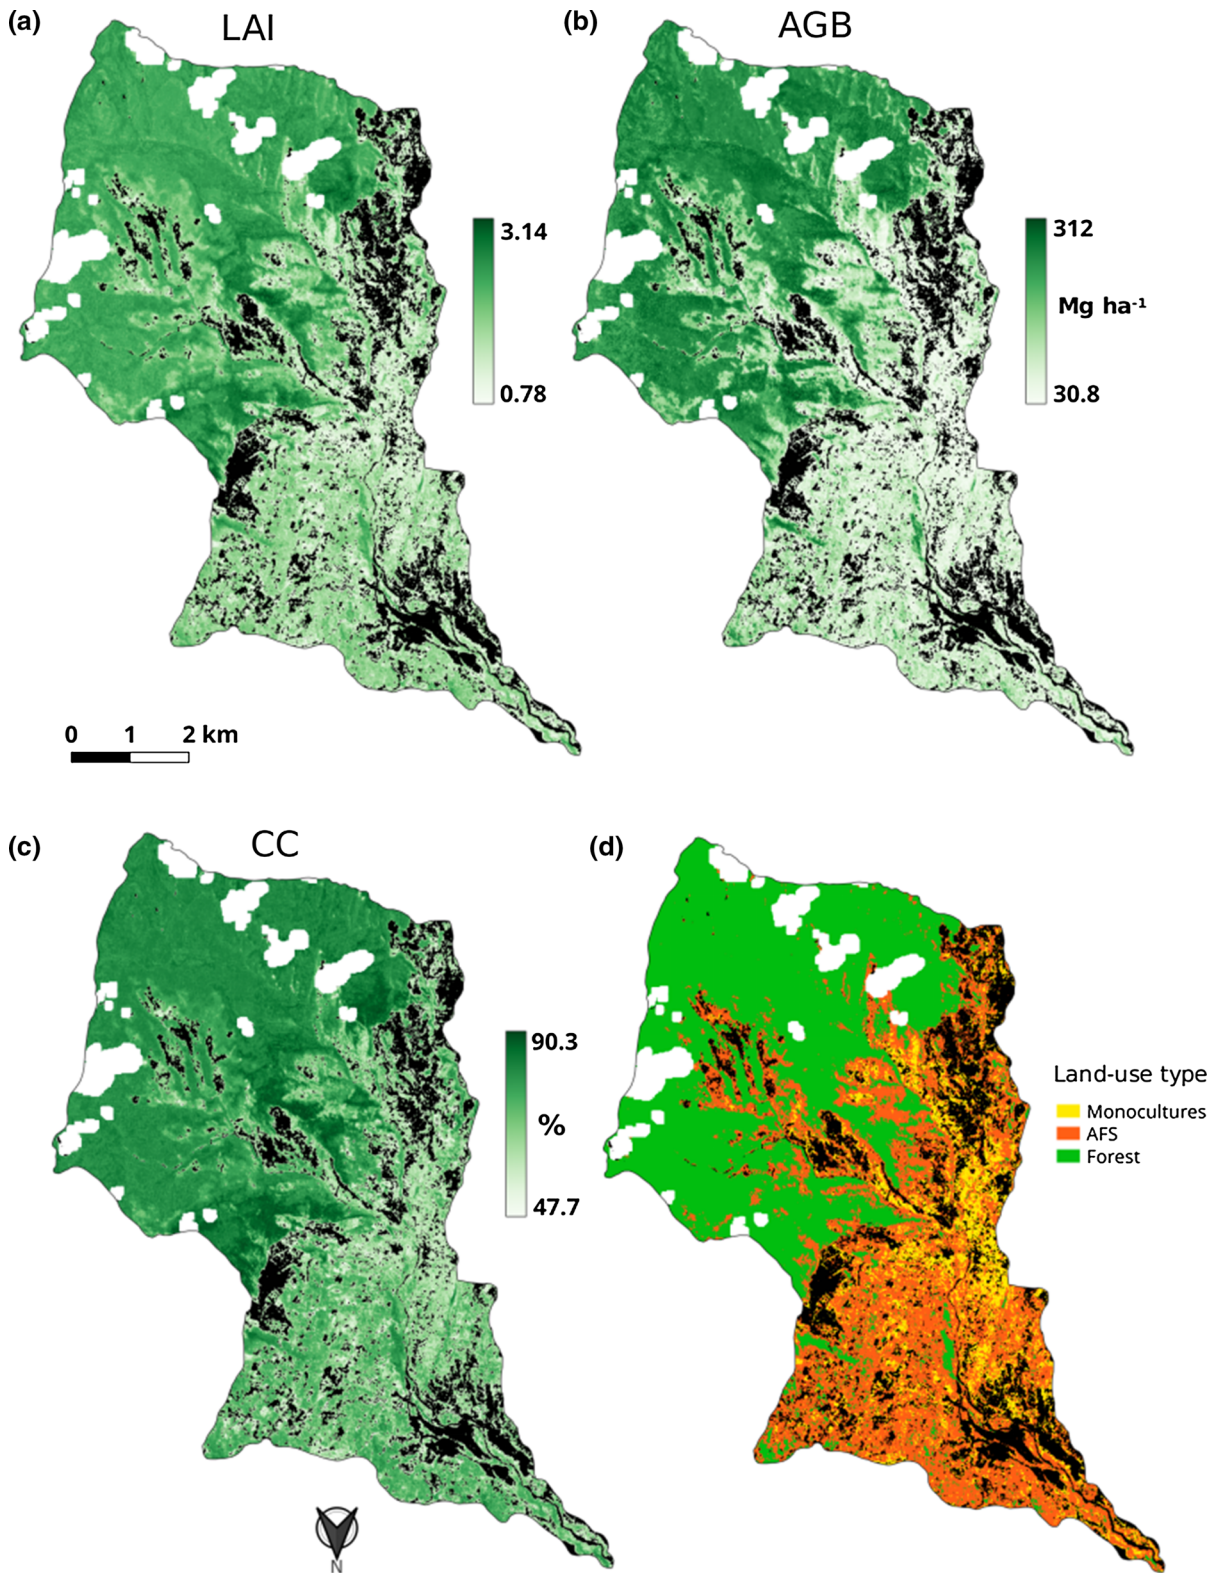 (a)
LAI
3.14
0.78
0 1 2 km
(b)
AGB
312
Mg ha-1
30.8
(c)
CC
90.3
%
47.7
N
(d)
Land-use type
Monocultures
AFS
Forest